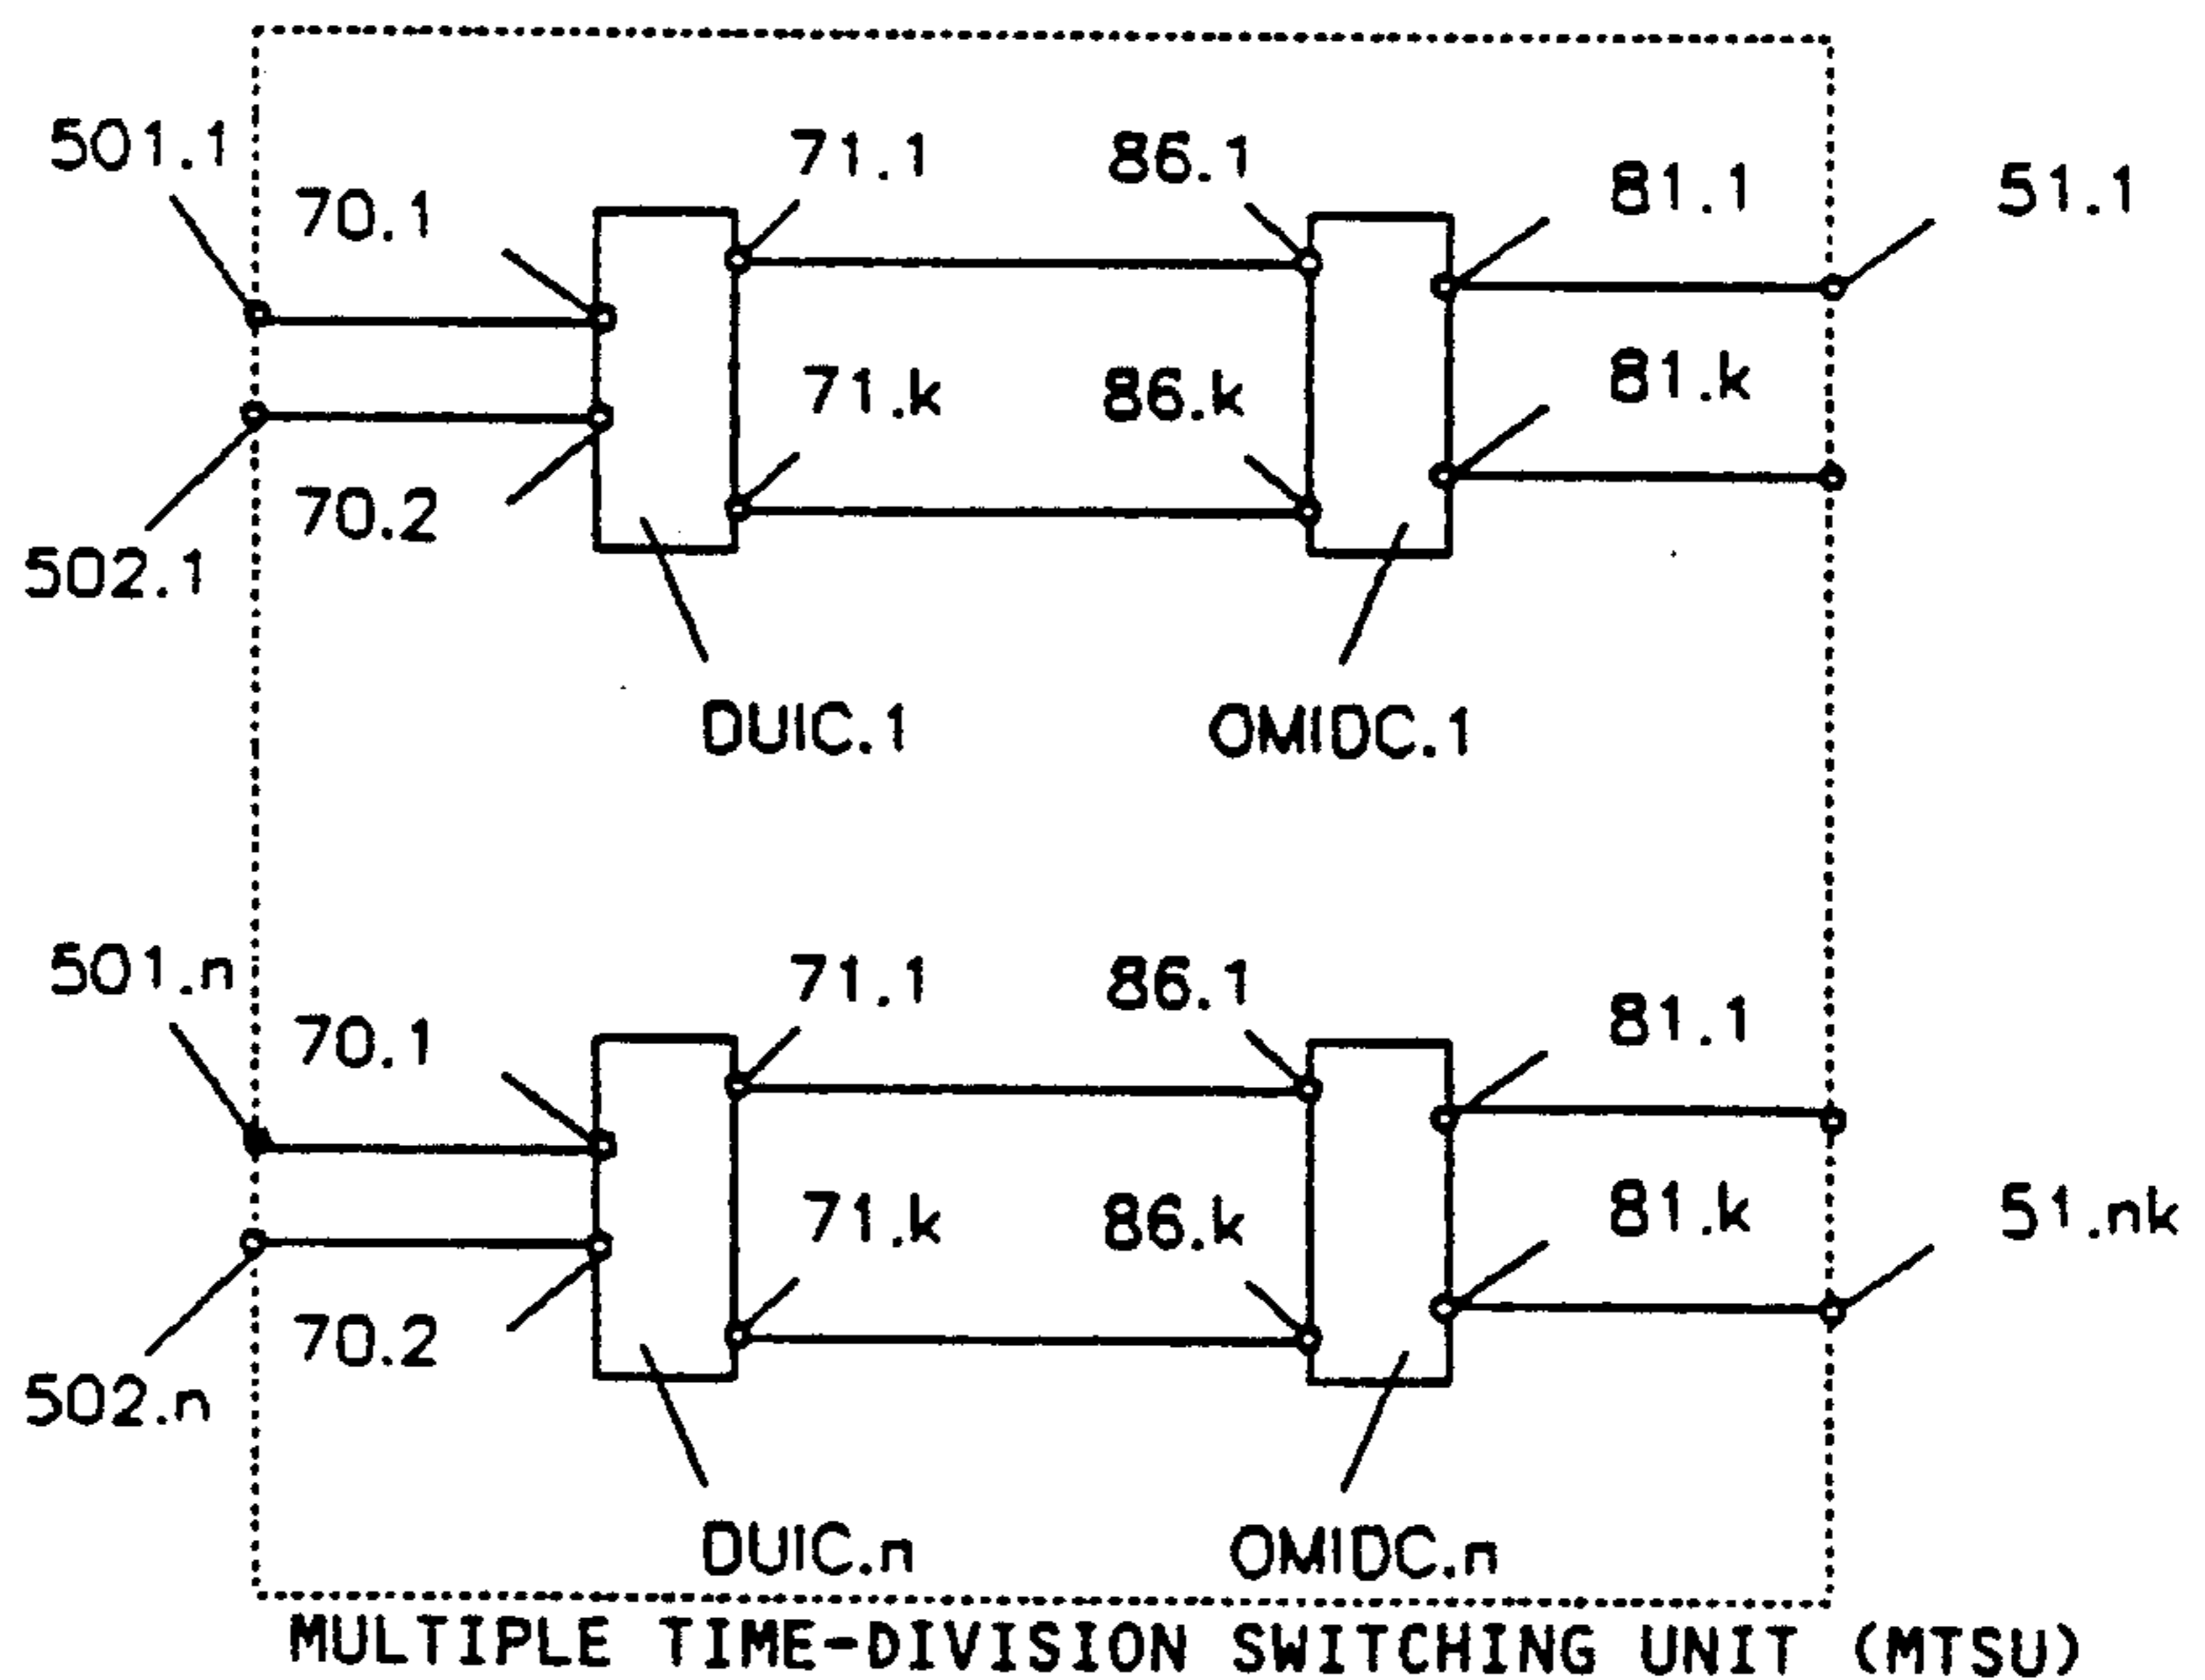 501.1
70.1
71.1
86.1
81.1
51.1
71.k
86.k
81.k
70.2
502.1
DUIC.1
OMIDC.1
501.n
70.1
71.1
86.1
81.1
71.k
86.k
81.k
51.nk
70.2
502.n
DUIC.n
OMIDC.n
MULTIPLE TIME-DIVISION SWITCHING UNIT (MTSU)